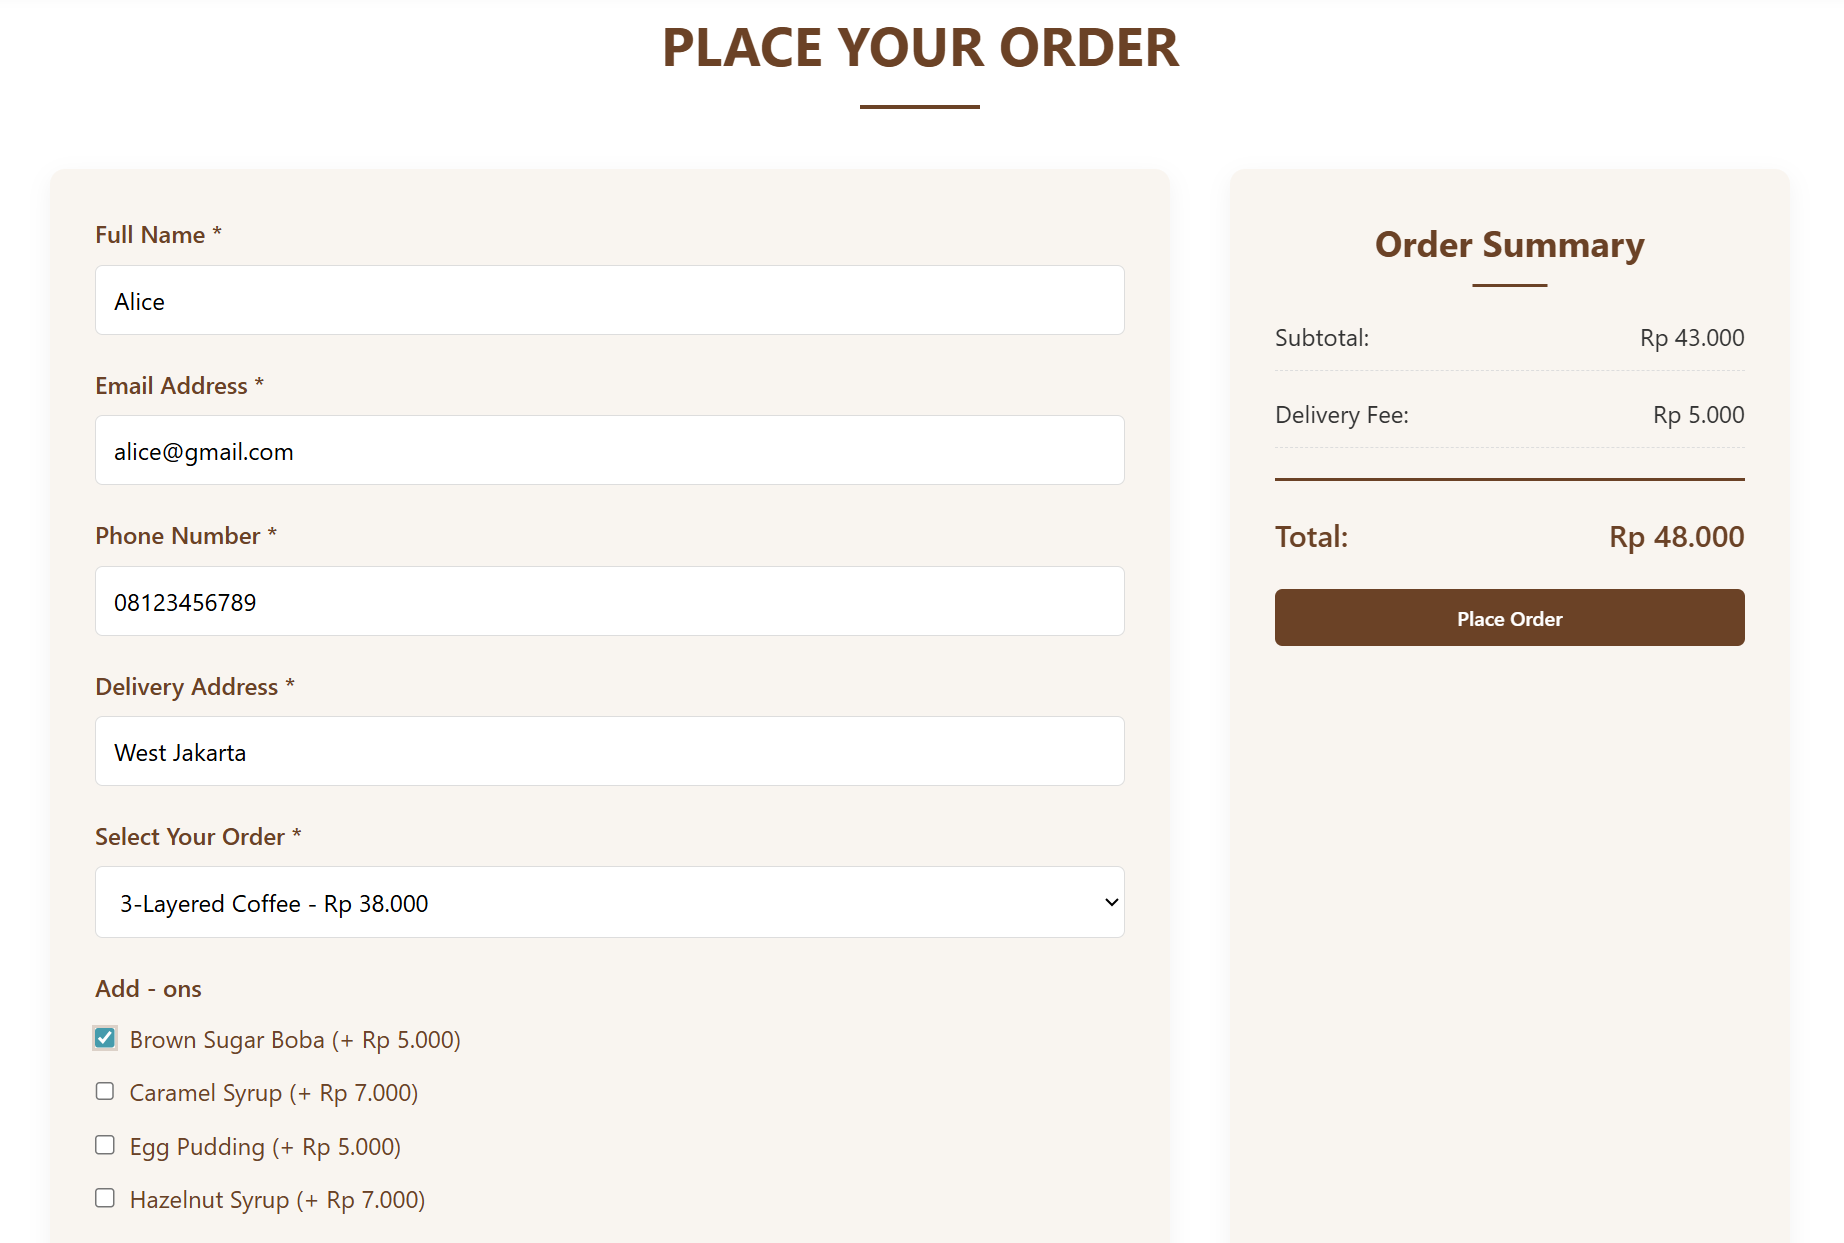 PLACE YOUR ORDER
Full Name *
Alice
Email Address *
alice@gmail.com
Phone Number *
08123456789
Delivery Address *
West Jakarta
Select Your Order *
3-Layered Coffee - Rp 38.000
Add - ons
Brown Sugar Boba (+ Rp 5.000)
Caramel Syrup (+ Rp 7.000)
Egg Pudding (+ Rp 5.000)
Hazelnut Syrup (+ Rp 7.000)
Order Summary
Subtotal: Rp 43.000
Delivery Fee: Rp 5.000
Total: Rp 48.000
Place Order